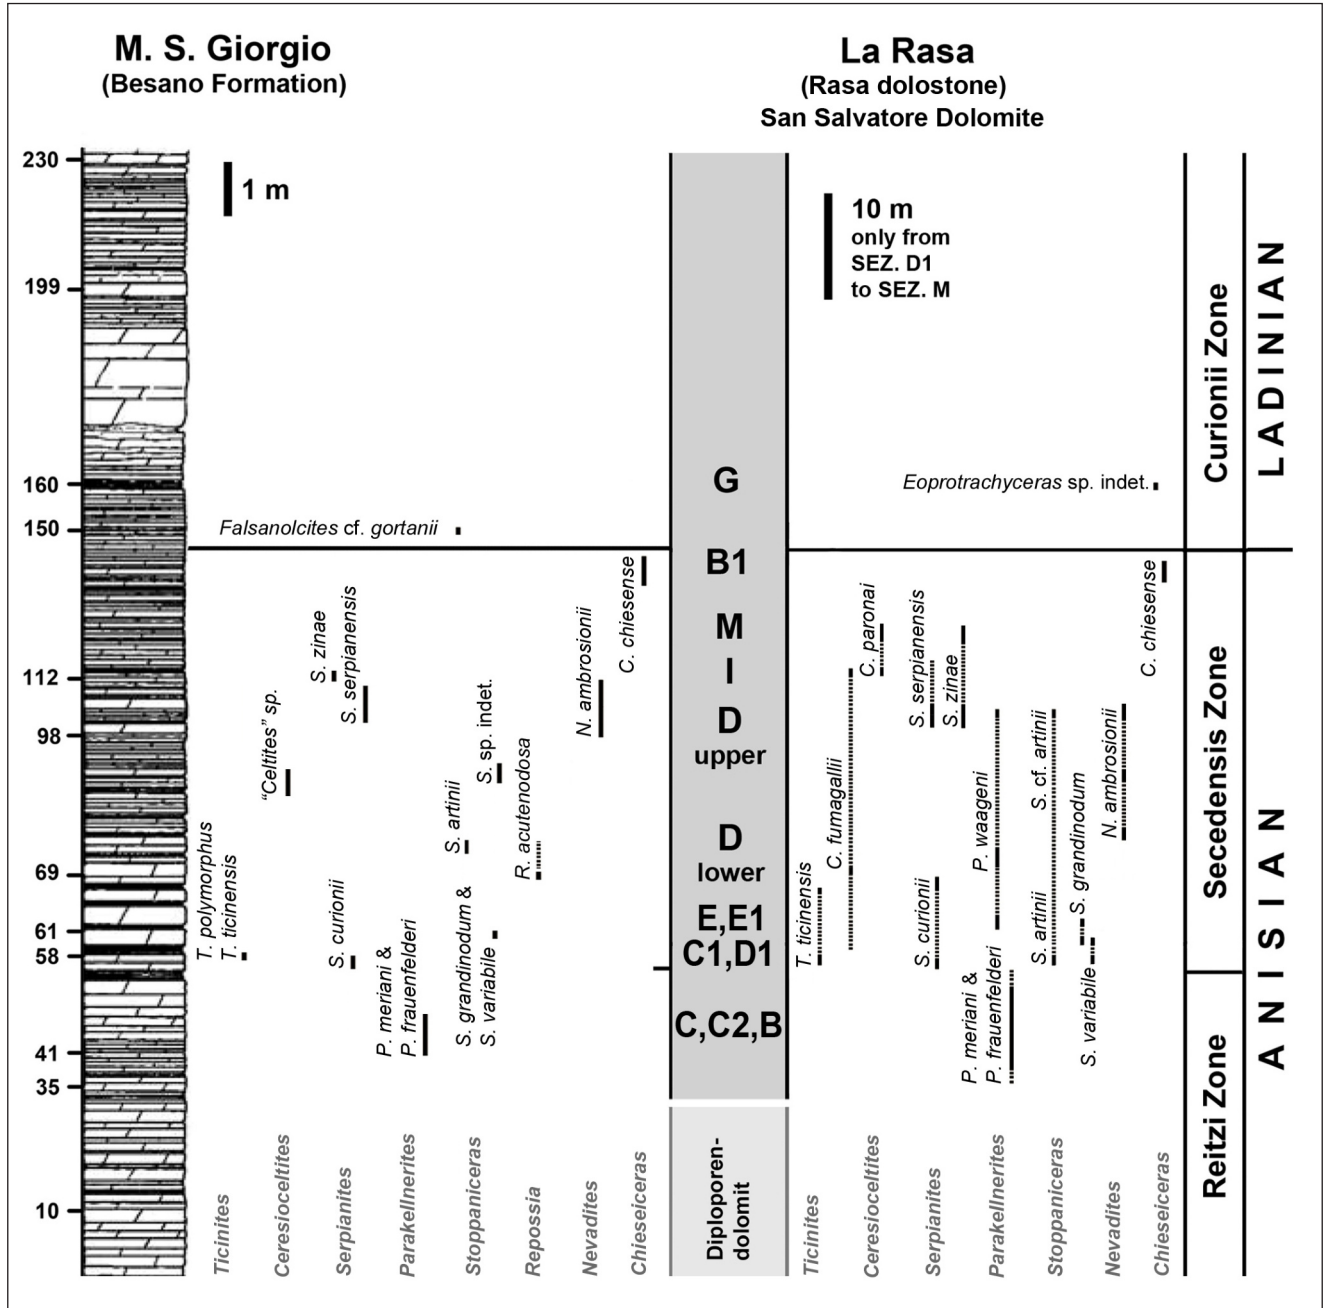 M. S. Giorgio
(Besano Formation)
La Rasa
(Rasa dolostone)
San Salvatore Dolomite
230
199
160
150
112
98
69
61
58
41
35
10
1 m
10 m
only from
SEZ. D1
to SEZ. M
Falsanolcites cf. gortanii
T. polymorphus
T. ticinensis
"Celtites" sp.
S. zinae
S. serpianensis
S. curionii
P. meriani &
P. frauenfelderi
S. artinii
S. sp. indet.
S. grandinodum &
S. variabile
R. acutenodosa
N. ambrosionii
C. chiesense
Ticinites
Ceresioceltites
Serpianites
Parakellnerites
Stoppaniceras
Repossia
Nevadites
Chieseiceras
G
B1
M
I
D
upper
D
lower
E,E1
C1,D1
C,C2,B
Diploporen-
dolomit
Eoprotrachyceras sp. indet.
T. ticinensis
C. fumagallii
C. paronai
S. serpianensis
S. zinae
S. curionii
P. waageni
P. meriani &
P. frauenfelderi
S. cf. artinii
S. artinii
S. grandinodum
S. variabile
N. ambrosionii
C. chiesense
Ticinites
Ceresioceltites
Serpianites
Parakellnerites
Stoppaniceras
Nevadites
Chieseiceras
Curionii Zone
Secedensis Zone
Reitzi Zone
LADINIAN
ANISIAN